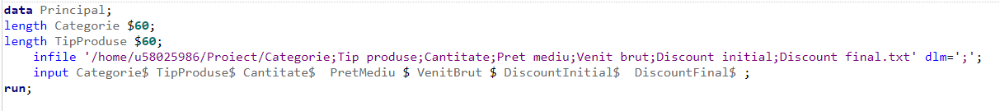 data Principal;
length Categorie $60;
length TipProduse $60;
    infile '/home/u58025986/Proiect/Categorie;Tip produse;Cantitate;Pret mediu;Venit brut;Discount initial;Discount final.txt' dlm=';';
    input Categorie$ TipProduse$ Cantitate$  PretMediu $ VenitBrut $ DiscountInitial$  DiscountFinal$ ;
run;